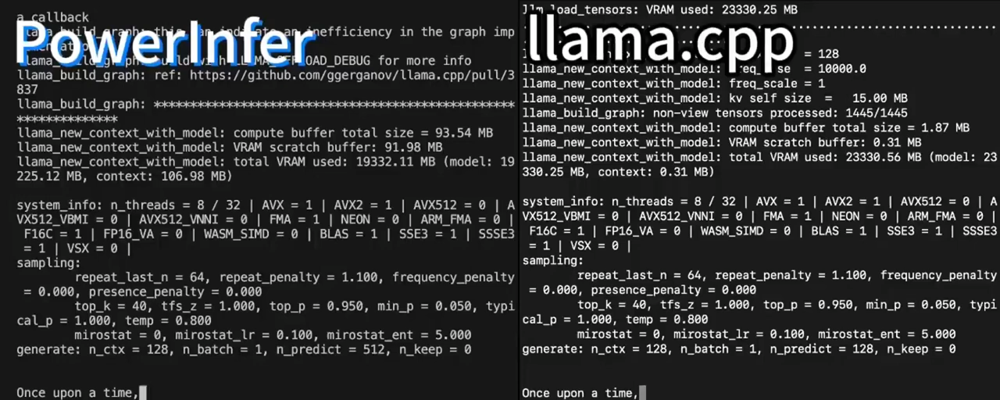 a callback
PowerInfer
llama_build_graph: this can indicate an inefficiency in the graph imp
llama_build_graph: build with LLAMA_OFFLOAD_DEBUG for more info
llama_build_graph: ref: https://github.com/ggerganov/llama.cpp/pull/3
837
llama_build_graph: **************************************************
**************
llama_new_context_with_model: compute buffer total size = 93.54 MB
llama_new_context_with_model: VRAM scratch buffer: 91.98 MB
llama_new_context_with_model: total VRAM used: 19332.11 MB (model: 19
225.12 MB, context: 106.98 MB)
system_info: n_threads = 8 / 32 | AVX = 1 | AVX2 = 1 | AVX512 = 0 | A
VX512_VBMI = 0 | AVX512_VNNI = 0 | FMA = 1 | NEON = 0 | ARM_FMA = 0 |
F16C = 1 | FP16_VA = 0 | WASM_SIMD = 0 | BLAS = 1 | SSE3 = 1 | SSSE3
= 1 | VSX = 0 |
sampling:
repeat_last_n = 64, repeat_penalty = 1.100, frequency_penalty
= 0.000, presence_penalty = 0.000
top_k = 40, tfs_z = 1.000, top_p = 0.950, min_p = 0.050, typi
cal_p = 1.000, temp = 0.800
mirostat = 0, mirostat_lr = 0.100, mirostat_ent = 5.000
generate: n_ctx = 128, n_batch = 1, n_predict = 512, n_keep = 0
Once upon a time,
llm_load_tensors: VRAM used: 23330.25 MB
llama.cpp
= 128
llama_new_context_with_model: = 10000.0
llama_new_context_with_model: freq_scale = 1
llama_new_context_with_model: kv self size = 15.00 MB
llama_build_graph: non-view tensors processed: 1445/1445
llama_new_context_with_model: compute buffer total size = 1.87 MB
llama_new_context_with_model: VRAM scratch buffer: 0.31 MB
llama_new_context_with_model: total VRAM used: 23330.56 MB (model: 23
330.25 MB, context: 0.31 MB)
system_info: n_threads = 8 / 32 | AVX = 1 | AVX2 = 1 | AVX512 = 0 | A
VX512_VBMI = 0 | AVX512_VNNI = 0 | FMA = 1 | NEON = 0 | ARM_FMA = 0 |
F16C = 1 | FP16_VA = 0 | WASM_SIMD = 0 | BLAS = 1 | SSE3 = 1 | SSSE3
= 1 | VSX = 0 |
sampling:
repeat_last_n = 64, repeat_penalty = 1.100, frequency_penalty
= 0.000, presence_penalty = 0.000
top_k = 40, tfs_z = 1.000, top_p = 0.950, min_p = 0.050, typi
cal_p = 1.000, temp = 0.800
mirostat = 0, mirostat_lr = 0.100, mirostat_ent = 5.000
generate: n_ctx = 128, n_batch = 1, n_predict = 128, n_keep = 0
Once upon a time,